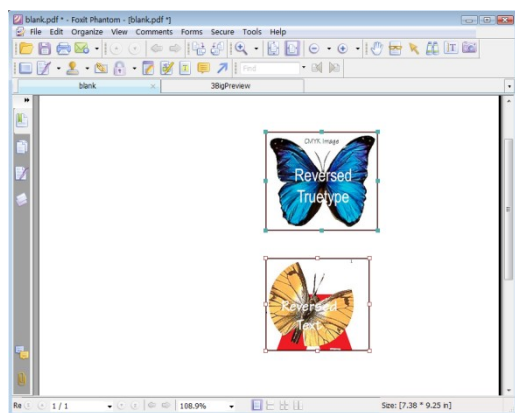 blank.pdf * - Foxit Phantom - [blank.pdf *]
File Edit Organize View Comments Forms Secure Tools Help
Find
blank
3BigPreview
CMYK Image
Reversed
Truetype
Reversed
Text
1 / 1
108.9%
Size: [7.38 * 9.25 in]